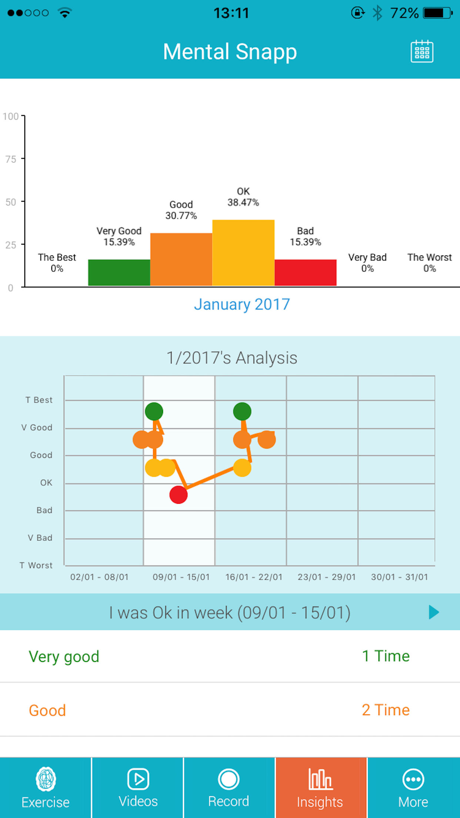 13:11
72%
Mental Snapp
100
75
50
25
0
The Best
0%
Very Good
15.39%
Good
30.77%
OK
38.47%
Bad
15.39%
Very Bad
0%
The Worst
0%
January 2017
1/2017's Analysis
T Best
V Good
Good
OK
Bad
V Bad
T Worst
02/01 - 08/01
09/01 - 15/01
16/01 - 22/01
23/01 - 29/01
30/01 - 31/01
I was Ok in week (09/01 - 15/01)
Very good
1 Time
Good
2 Time
Exercise
Videos
Record
Insights
More